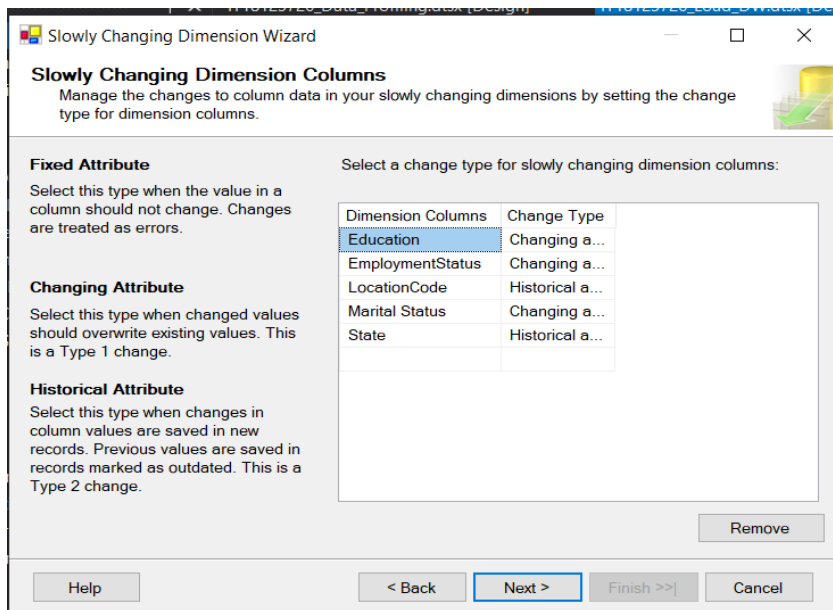 Slowly Changing Dimension Wizard
Slowly Changing Dimension Columns
Manage the changes to column data in your slowly changing dimensions by setting the change
type for dimension columns.
Fixed Attribute
Select this type when the value in a
column should not change. Changes
are treated as errors.
Changing Attribute
Select this type when changed values
should overwrite existing values. This
is a Type 1 change.
Historical Attribute
Select this type when changes in
column values are saved in new
records. Previous values are saved in
records marked as outdated. This is a
Type 2 change.
Select a change type for slowly changing dimension columns:
Dimension Columns Change Type
Education Changing a...
EmploymentStatus Changing a...
LocationCode Historical a...
Marital Status Changing a...
State Historical a...
Remove
Help < Back Next > Finish >>| Cancel